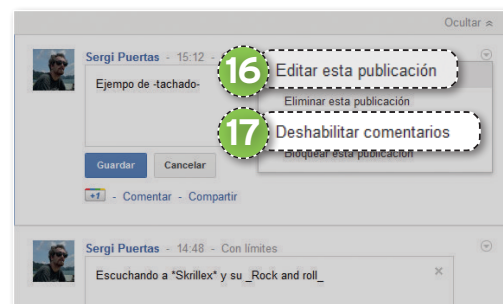 Ocultar
Sergi Puertas - 15:12 -
16 Editar esta publicación
Ejempo de -tachado-
Eliminar esta publicación
17 Deshabilitar comentarios
Bloquear esta publicación
Guardar Cancelar
+1 - Comentar - Compartir
Sergi Puertas - 14:48 - Con límites
Escuchando a *Skrillex* y su _Rock and roll_ ×